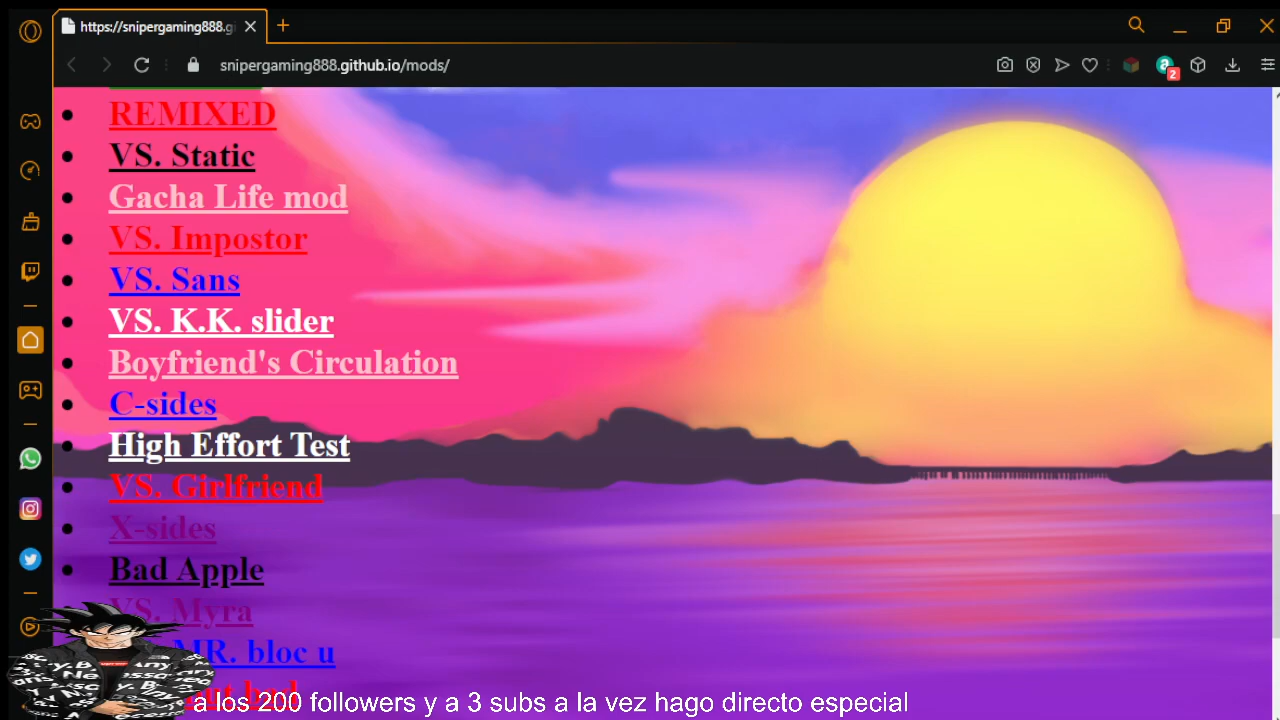 https://snipergaming888.gi
snipergaming888.github.io/mods/
2
REMIXED
VS. Static
Gacha Life mod
VS. Impostor
VS. Sans
VS. K.K. slider
Boyfriend's Circulation
C-sides
High Effort Test
VS. Girlfriend
X-sides
Bad Apple
VS. Myra
MR. bloc u
a los 200 followers y a 3 subs a la vez hago directo especial